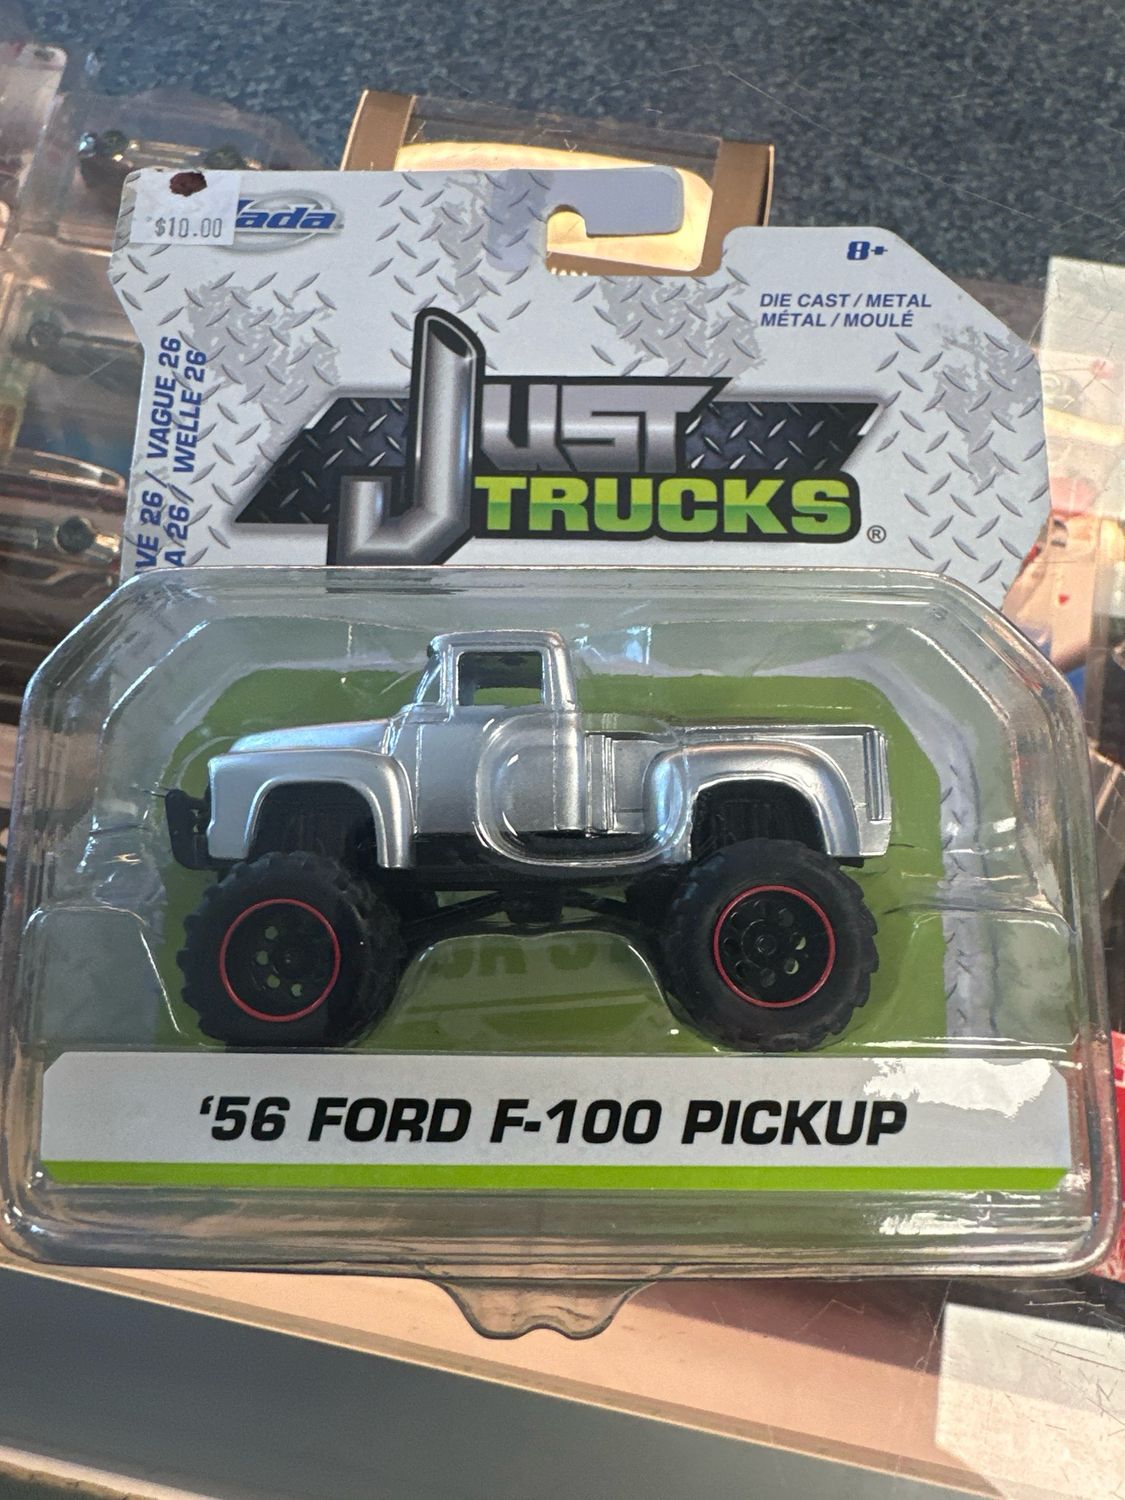 $10.00
Jada
8+
DIE CAST / METAL
MÉTAL / MOULÉ
VE 26 / VAGUE 26
A 26 / WELLE 26
JUST
TRUCKS®
'56 FORD F-100 PICKUP